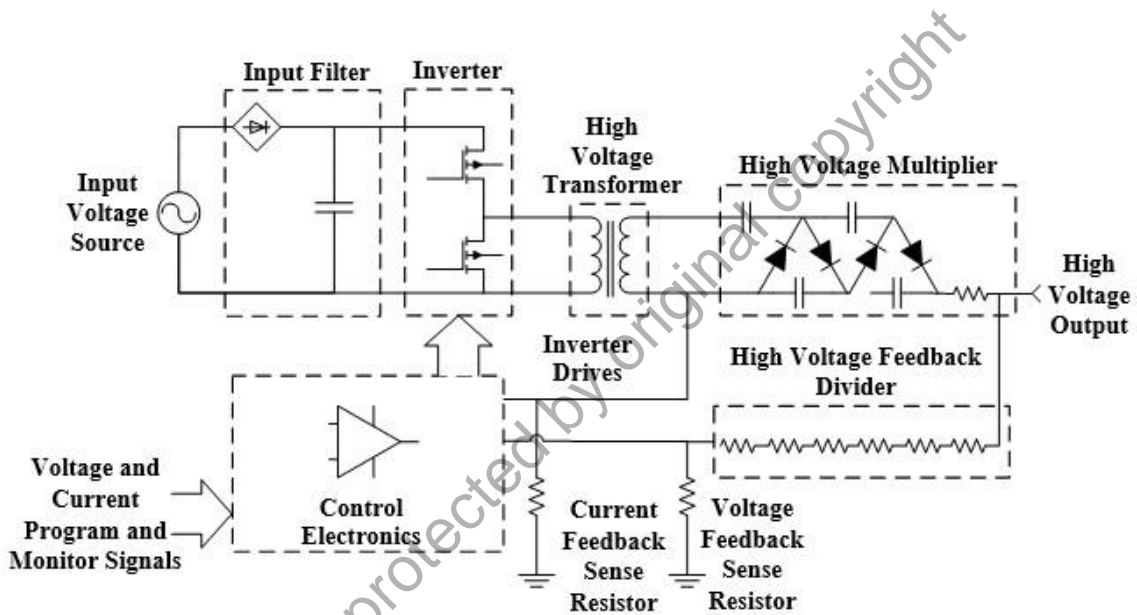 Input Filter
Inverter
High
Voltage
Transformer
High Voltage Multiplier
Input
Voltage
Source
High
Voltage
Output
Inverter
Drives
High Voltage Feedback
Divider
Voltage and
Current
Program and
Monitor Signals
Control
Electronics
Current
Feedback
Sense
Resistor
Voltage
Feedback
Sense
Resistor
protected by original copyright